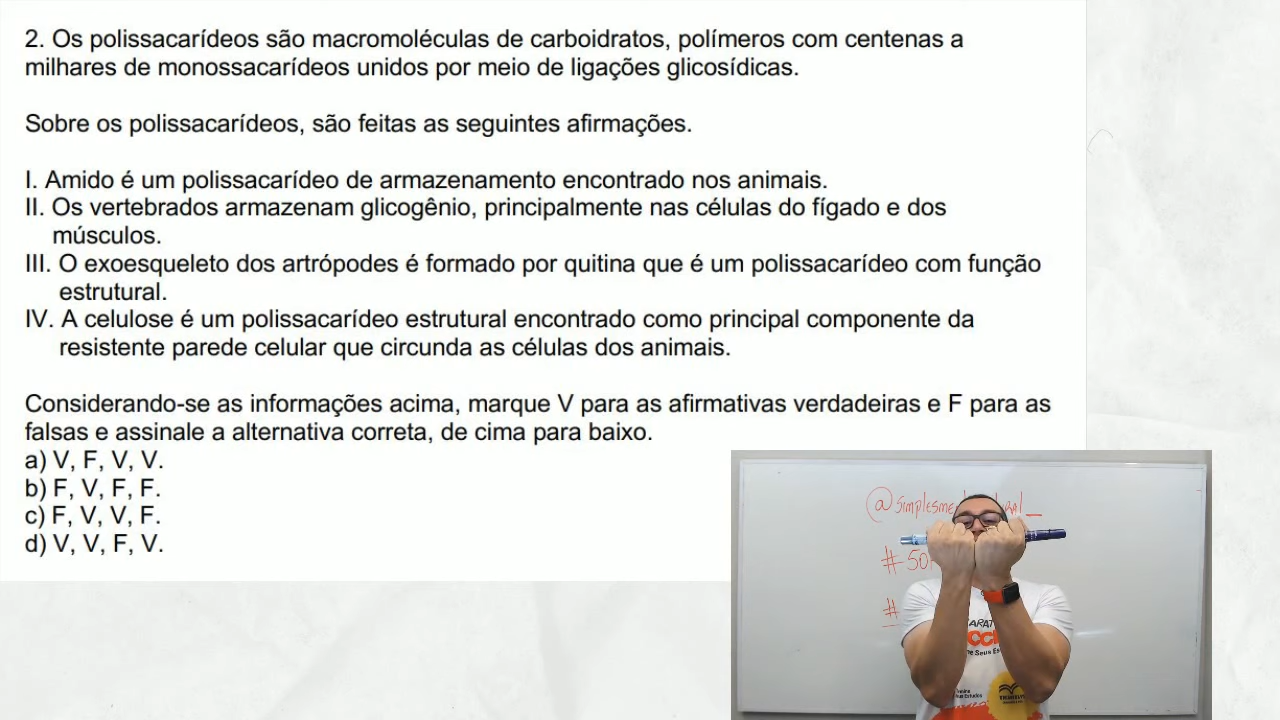 2. Os polissacarídeos são macromoléculas de carboidratos, polímeros com centenas a
milhares de monossacarídeos unidos por meio de ligações glicosídicas.
Sobre os polissacarídeos, são feitas as seguintes afirmações.
I. Amido é um polissacarídeo de armazenamento encontrado nos animais.
II. Os vertebrados armazenam glicogênio, principalmente nas células do fígado e dos
músculos.
III. O exoesqueleto dos artrópodes é formado por quitina que é um polissacarídeo com função
estrutural.
IV. A celulose é um polissacarídeo estrutural encontrado como principal componente da
resistente parede celular que circunda as células dos animais.
Considerando-se as informações acima, marque V para as afirmativas verdadeiras e F para as
falsas e assinale a alternativa correta, de cima para baixo.
a) V, F, V, V.
b) F, V, F, F.
c) F, V, V, F.
d) V, V, F, V.
#